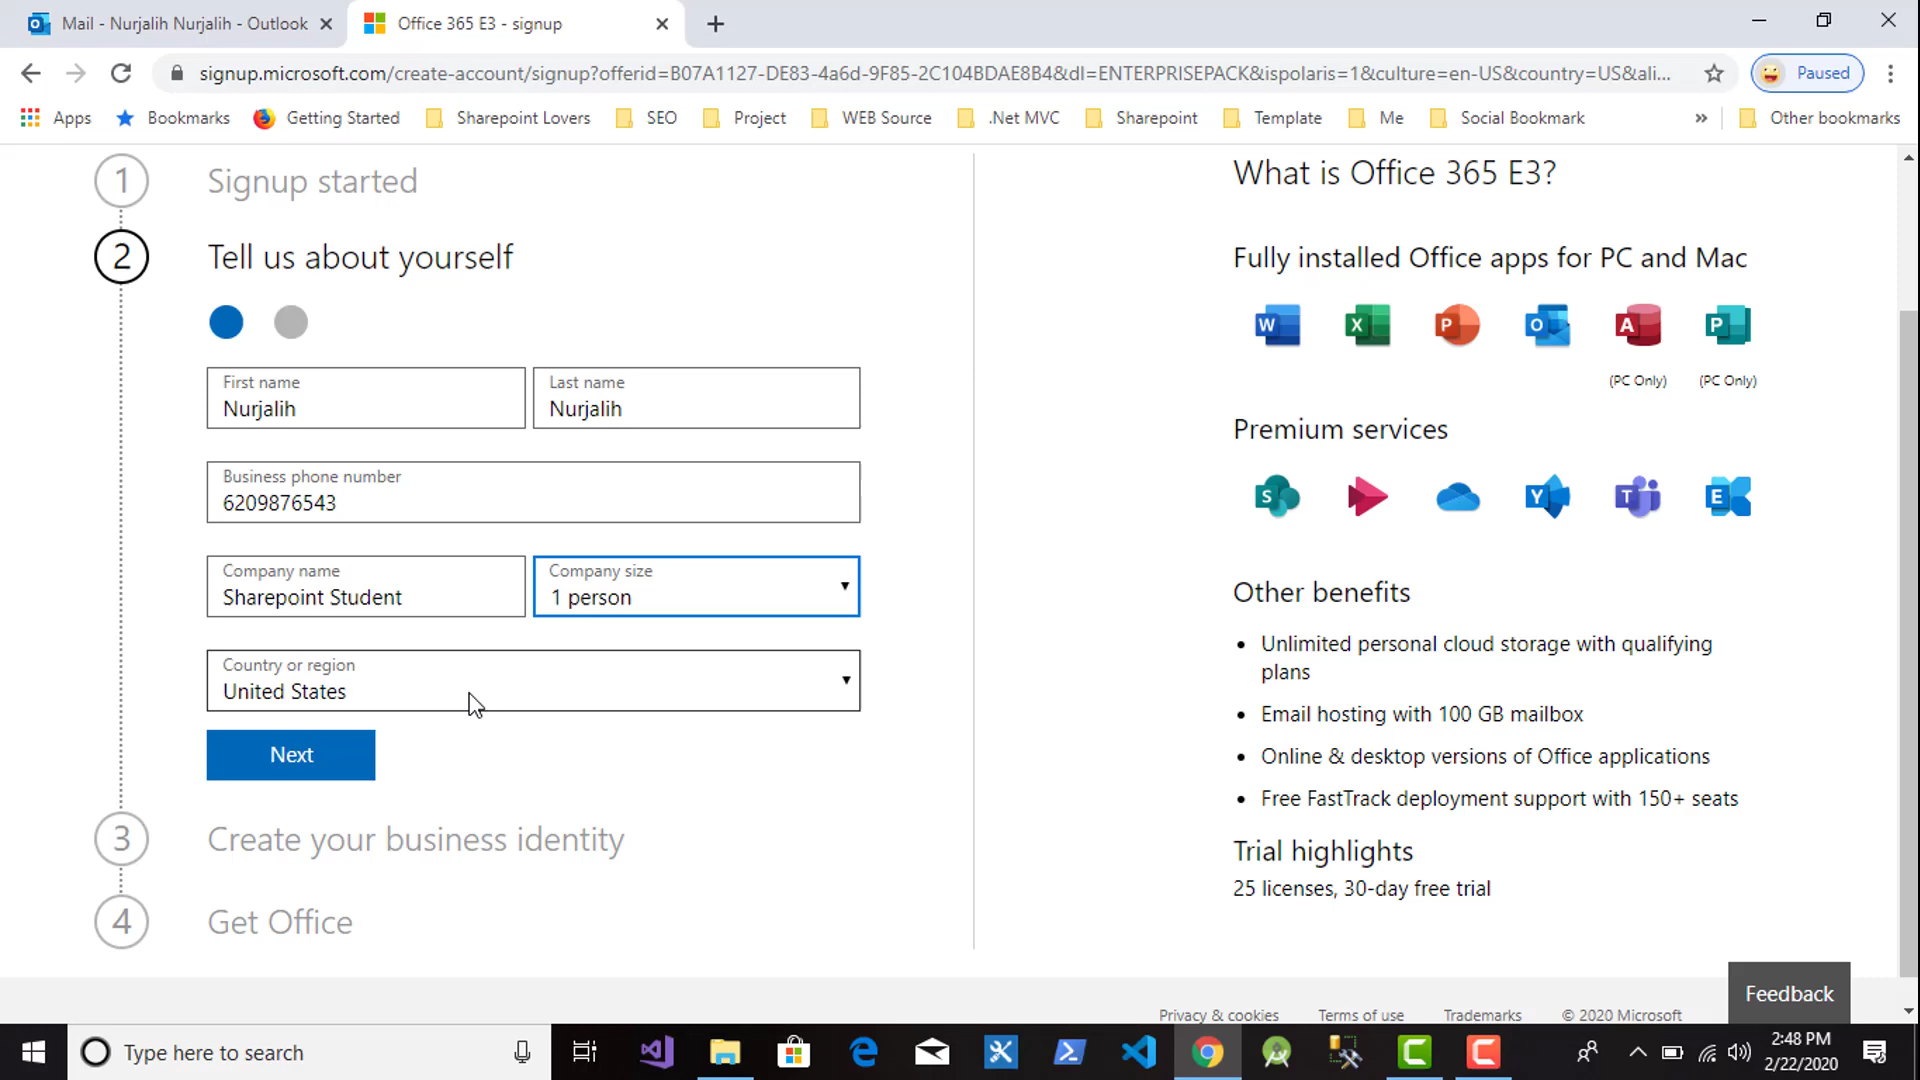 Mail - Nurjalih Nurjalih - Outlook
Office 365 E3 - signup
signup.microsoft.com/create-account/signup?offerid=B07A1127-DE83-4a6d-9F85-2C104BDAE8B4&dl=ENTERPRISEPACK&ispolaris=1&culture=en-US&country=US&ali...
Paused
Apps
Bookmarks
Getting Started
Sharepoint Lovers
SEO
Project
WEB Source
.Net MVC
Sharepoint
Template
Me
Social Bookmark
»
Other bookmarks
1 Signup started
2 Tell us about yourself
First name
Nurjalih
Last name
Nurjalih
Business phone number
6209876543
Company name
Sharepoint Student
Company size
1 person
Country or region
United States
Next
3 Create your business identity
4 Get Office
What is Office 365 E3?
Fully installed Office apps for PC and Mac
W X P O A P
(PC Only) (PC Only)
Premium services
S Y T E
Other benefits
• Unlimited personal cloud storage with qualifying
plans
• Email hosting with 100 GB mailbox
• Online & desktop versions of Office applications
• Free FastTrack deployment support with 150+ seats
Trial highlights
25 licenses, 30-day free trial
Feedback
Privacy & cookies
Terms of use
Trademarks
© 2020 Microsoft
Type here to search
2:48 PM
2/22/2020